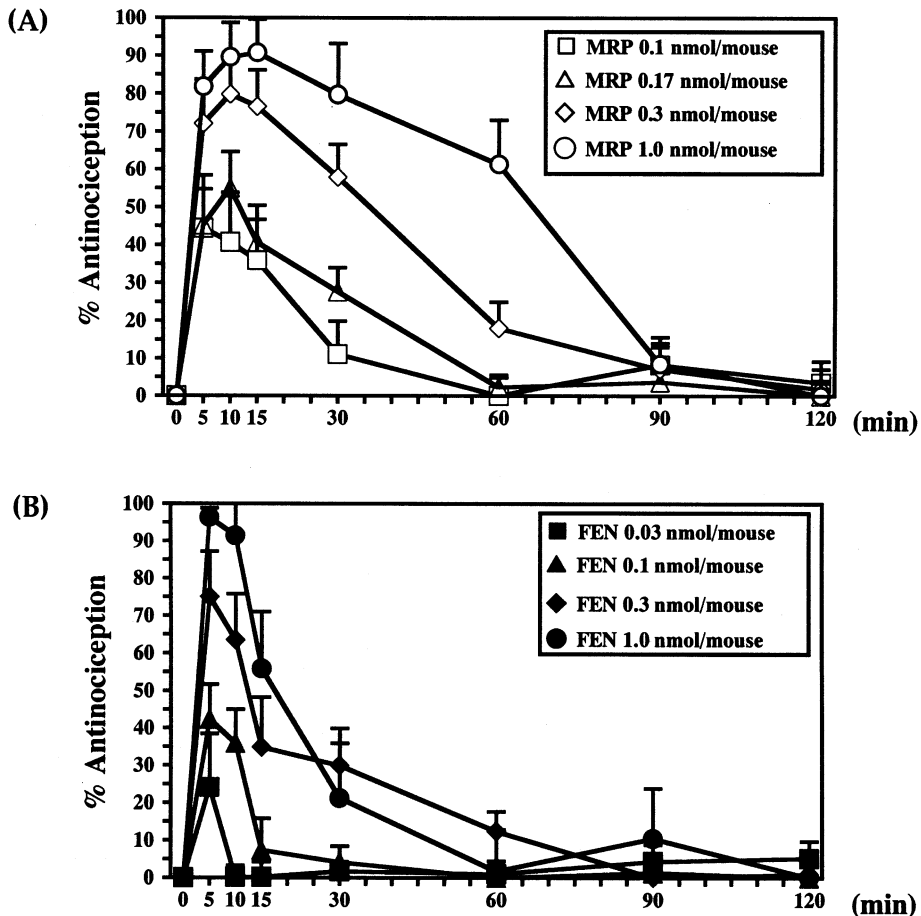 (A)
% Antinociception
100
90
80
70
60
50
40
30
20
10
0
MRP 0.1 nmol/mouse
MRP 0.17 nmol/mouse
MRP 0.3 nmol/mouse
MRP 1.0 nmol/mouse
0 5 10 15 30 60 90 120 (min)
(B)
% Antinociception
100
90
80
70
60
50
40
30
20
10
0
FEN 0.03 nmol/mouse
FEN 0.1 nmol/mouse
FEN 0.3 nmol/mouse
FEN 1.0 nmol/mouse
0 5 10 15 30 60 90 120 (min)